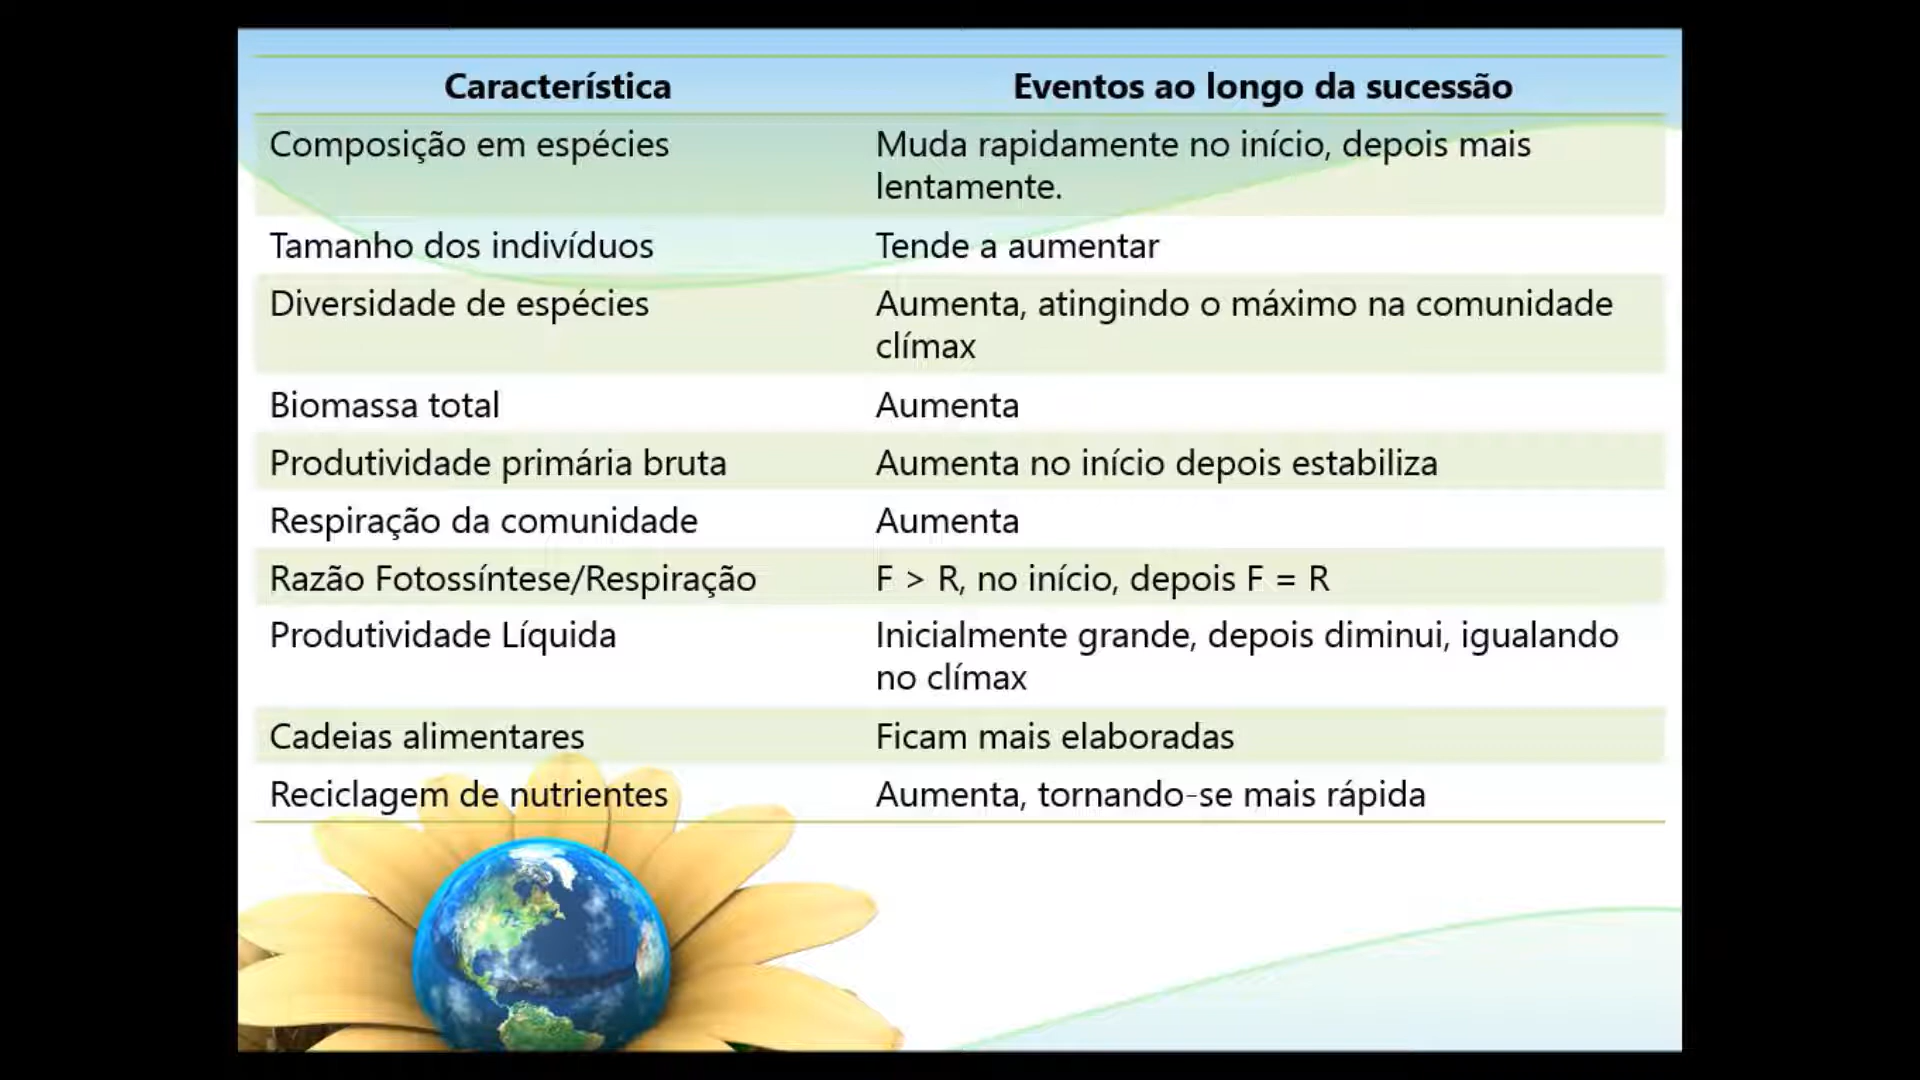 Característica
Eventos ao longo da sucessão
Composição em espécies
Muda rapidamente no início, depois mais
lentamente.
Tamanho dos indivíduos
Tende a aumentar
Diversidade de espécies
Aumenta, atingindo o máximo na comunidade
clímax
Biomassa total
Aumenta
Produtividade primária bruta
Aumenta no início depois estabiliza
Respiração da comunidade
Aumenta
Razão Fotossíntese/Respiração
F > R, no início, depois F = R
Produtividade Líquida
Inicialmente grande, depois diminui, igualando
no clímax
Cadeias alimentares
Ficam mais elaboradas
Reciclagem de nutrientes
Aumenta, tornando-se mais rápida